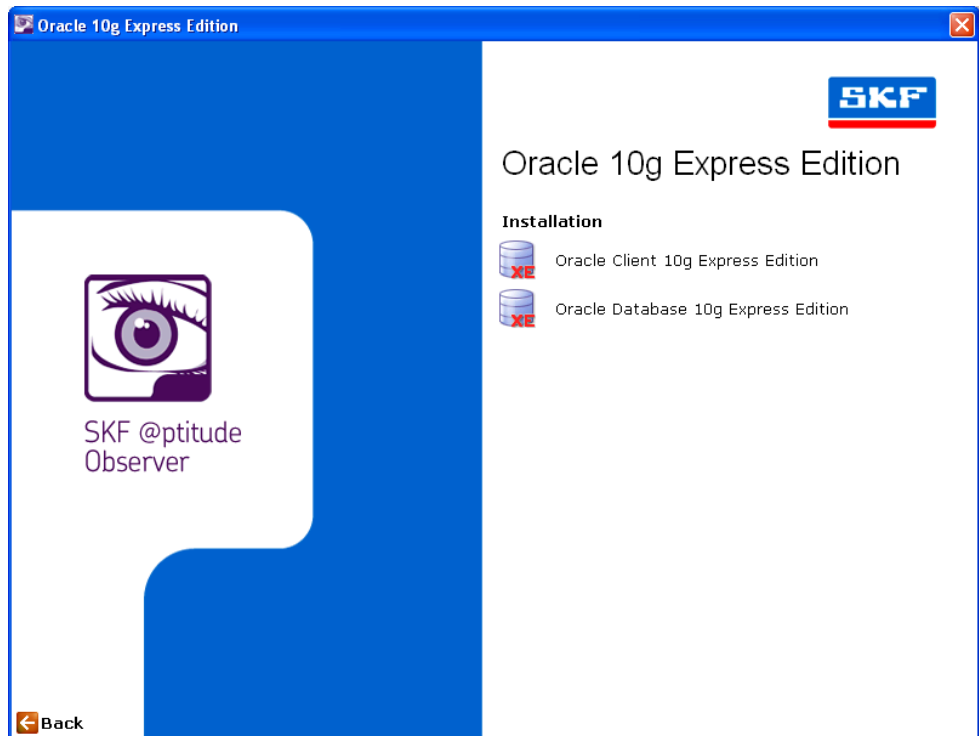 Oracle 10g Express Edition
SKF
Oracle 10g Express Edition
Installation
XE
Oracle Client 10g Express Edition
XE
Oracle Database 10g Express Edition
SKF @ptitude
Observer
Back